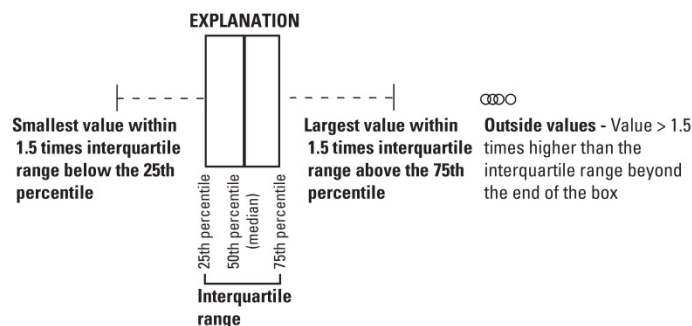 EXPLANATION
Smallest value within
1.5 times interquartile
range below the 25th
percentile
Largest value within
1.5 times interquartile
range above the 75th
percentile
Outside values - Value > 1.5
times higher than the
interquartile range beyond
the end of the box
25th percentile
50th percentile
(median)
75th percentile
Interquartile
range